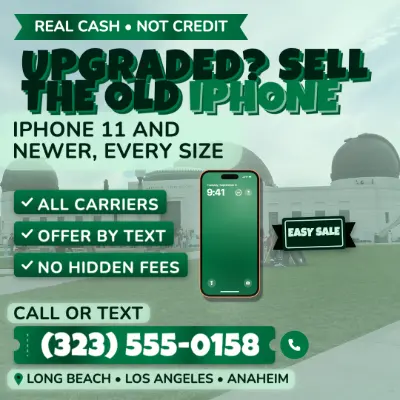 REAL CASH • NOT CREDIT
UPGRADED? SELL
THE OLD IPHONE
IPHONE 11 AND
NEWER, EVERY SIZE
9:41
✓ ALL CARRIERS
✓ OFFER BY TEXT
✓ NO HIDDEN FEES
EASY SALE
CALL OR TEXT
(323) 555-0158
LONG BEACH • LOS ANGELES • ANAHEIM